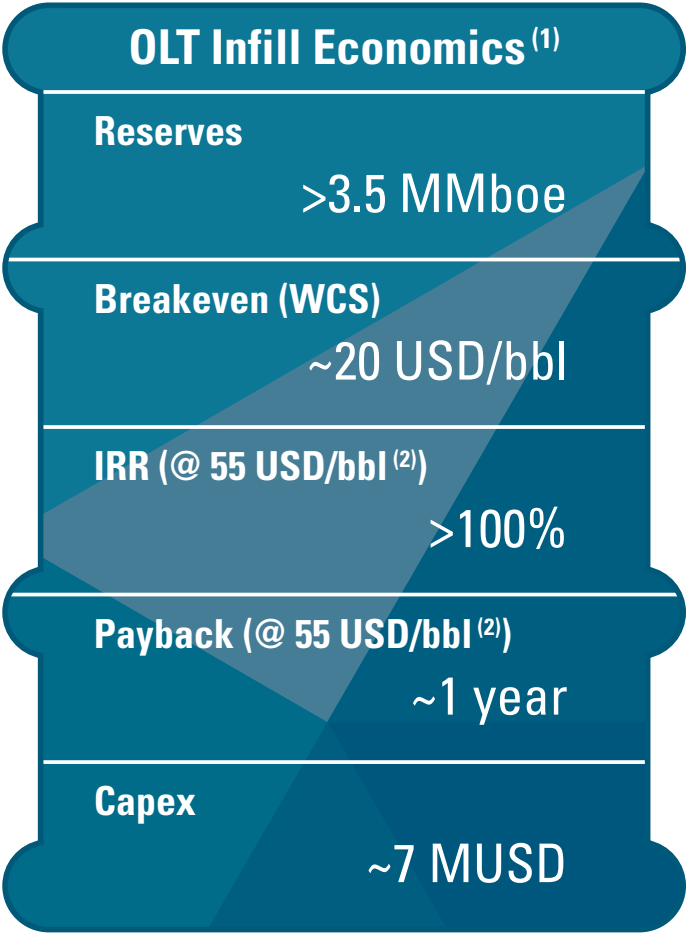 OLT Infill Economics (1)
Reserves
>3.5 MMboe
Breakeven (WCS)
~20 USD/bbl
IRR (@ 55 USD/bbl (2))
>100%
Payback (@ 55 USD/bbl (2))
~1 year
Capex
~7 MUSD